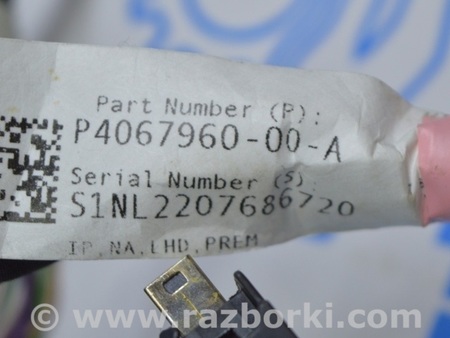 Part Number (P):
P4067960-00-A
Serial Number (S):
S1NL2207686720
IP, NA, LHD, PREM
© www.razborki.com